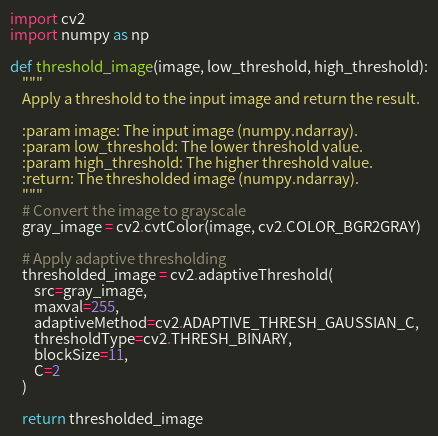 import cv2
import numpy as np

def threshold_image(image, low_threshold, high_threshold):
    """
    Apply a threshold to the input image and return the result.

    :param image: The input image (numpy.ndarray).
    :param low_threshold: The lower threshold value.
    :param high_threshold: The higher threshold value.
    :return: The thresholded image (numpy.ndarray).
    """
    # Convert the image to grayscale
    gray_image = cv2.cvtColor(image, cv2.COLOR_BGR2GRAY)

    # Apply adaptive thresholding
    thresholded_image = cv2.adaptiveThreshold(
        src=gray_image,
        maxval=255,
        adaptiveMethod=cv2.ADAPTIVE_THRESH_GAUSSIAN_C,
        thresholdType=cv2.THRESH_BINARY,
        blockSize=11,
        C=2
    )

    return thresholded_image